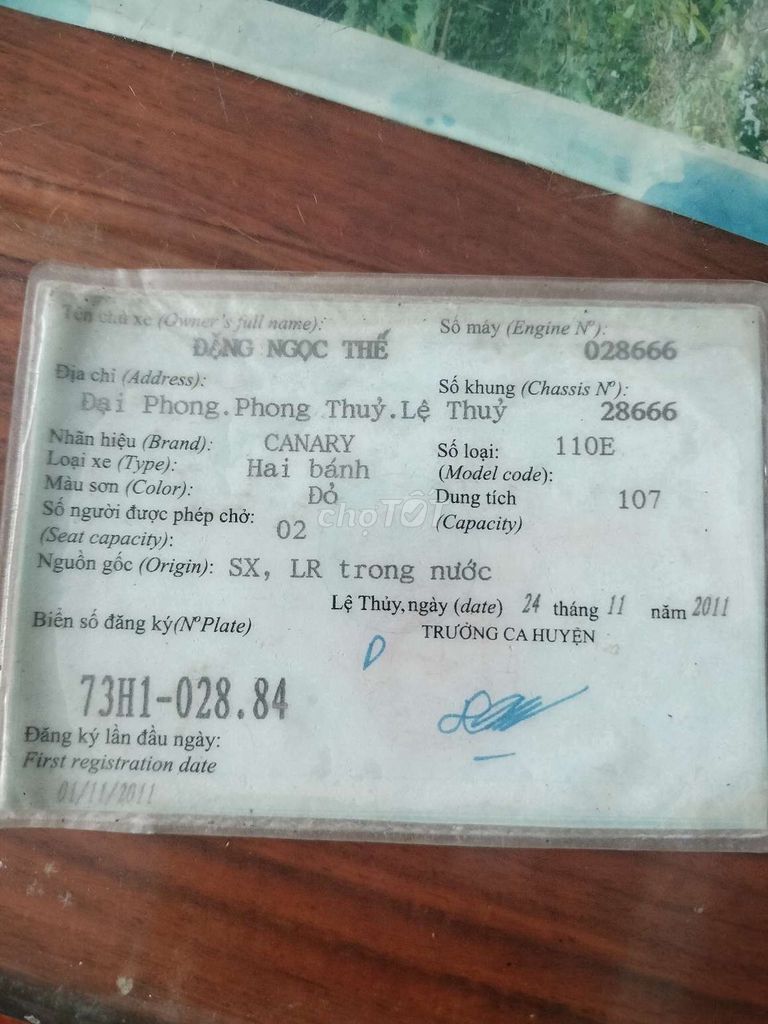 Tên chủ xe (Owner's full name):
ĐẶNG NGỌC THẾ
Số máy (Engine Nº):
028666
Địa chỉ (Address):
Đại Phong.Phong Thuỷ.Lệ Thuỷ
Số khung (Chassis Nº):
28666
Nhãn hiệu (Brand): CANARY
Số loại: 110E
(Model code):
Loại xe (Type): Hai bánh
Màu sơn (Color): Đỏ
Dung tích 107
(Capacity)
Số người được phép chở: 02
(Seat capacity):
chợTỐT
Nguồn gốc (Origin): SX, LR trong nước
Lệ Thủy, ngày (date) 24 tháng 11 năm 2011
TRƯỞNG CA HUYỆN
Biển số đăng ký(NºPlate)
73H1-028.84
Đăng ký lần đầu ngày:
First registration date
01/11/2011